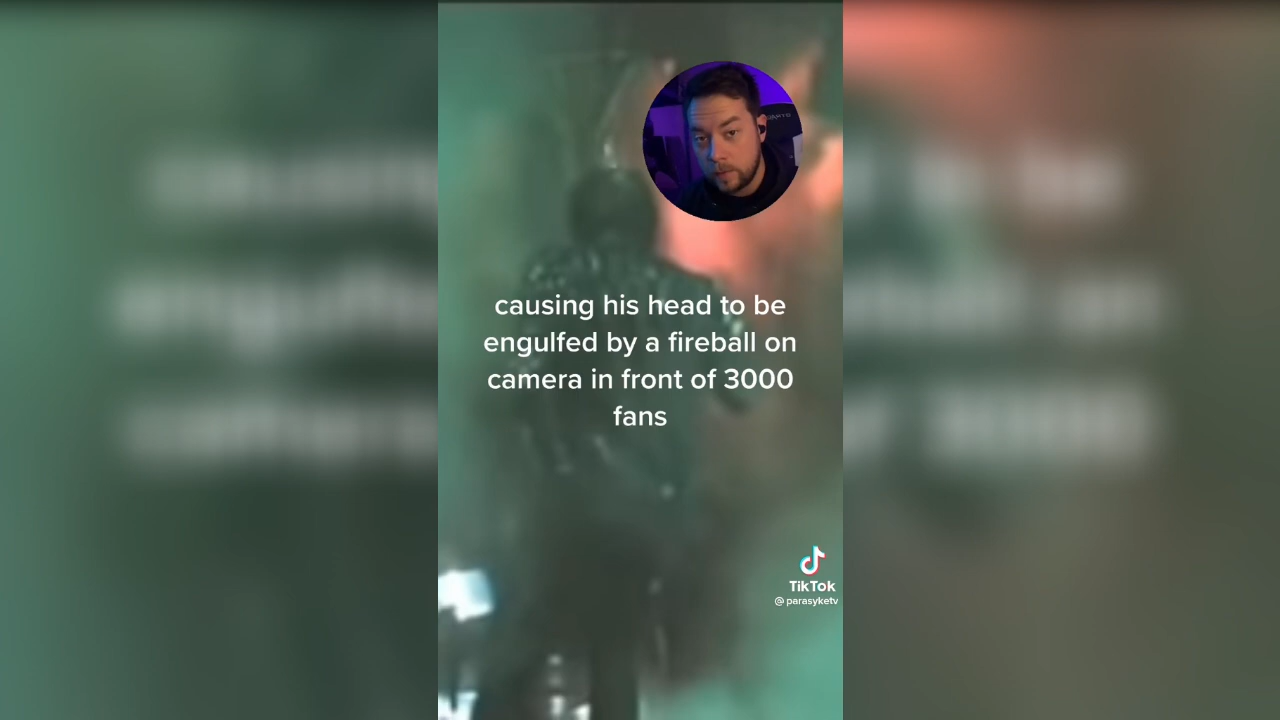 causing his head to be
engulfed by a fireball on
camera in front of 3000
fans
TikTok
@parasyketv